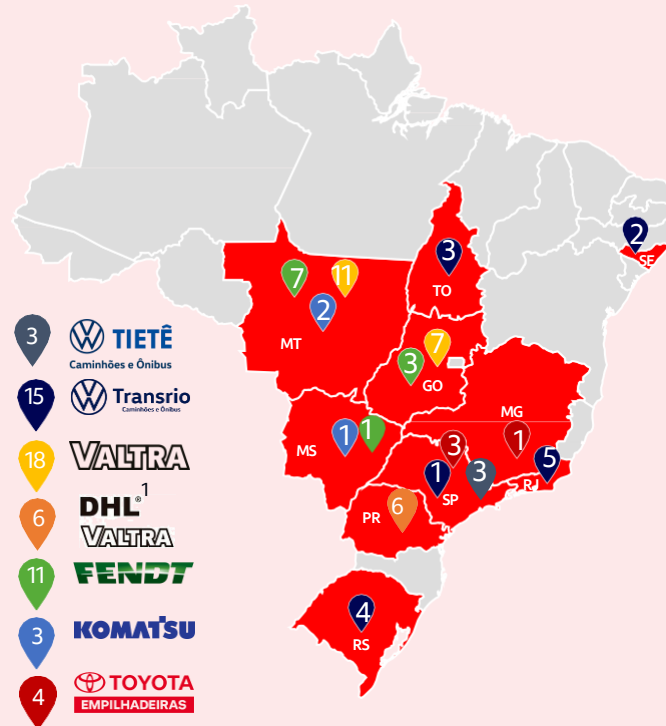 2
SE
3
TO
7
11
2
MT
7
3
GO
MG
1
1
1
MS
3
5
RJ
1
3
SP
6
PR
4
RS
3
TIETÊ
Caminhões e Ônibus
15
Transrio
Caminhões e Ônibus
18
VALTRA
6
DHL®1
VALTRA
11
FENDT
3
KOMATSU
4
TOYOTA
EMPILHADEIRAS